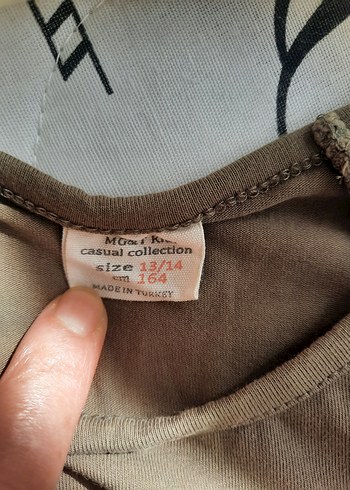 casual collection
size 13/14
cm 164
MADE IN TURKEY